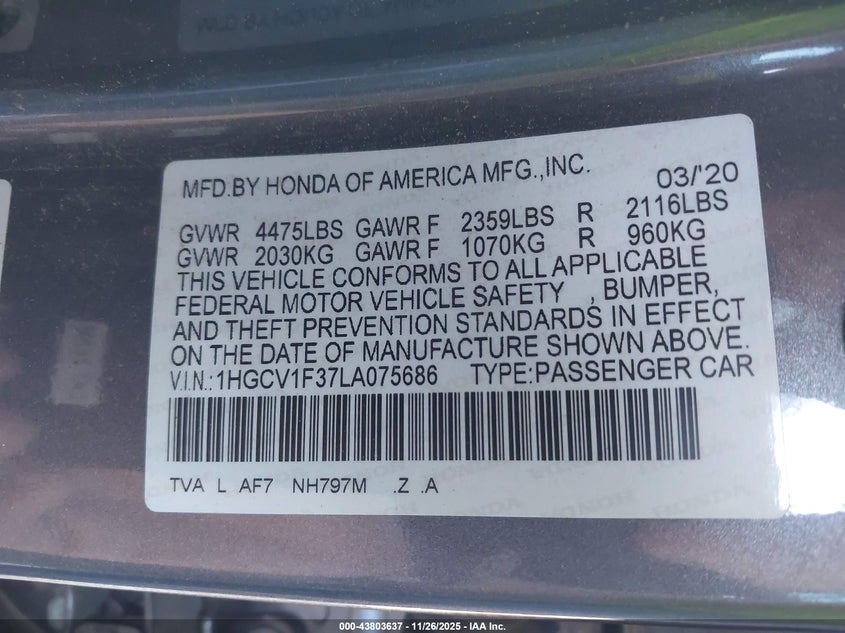 MFD.BY HONDA OF AMERICA MFG.,INC. 03/'20
GVWR 4475LBS GAWR F 2359LBS R 2116LBS
GVWR 2030KG GAWR F 1070KG R 960KG
THIS VEHICLE CONFORMS TO ALL APPLICABLE
FEDERAL MOTOR VEHICLE SAFETY , BUMPER,
AND THEFT PREVENTION STANDARDS IN EFFECT
ON THE DATE OF MANUFACTURE SHOWN ABOVE.
V.I.N.:1HGCV1F37LA075686 TYPE:PASSENGER CAR
TVA L AF7 NH797M .Z .A
000-43803637 - 11/26/2025 - IAA Inc.